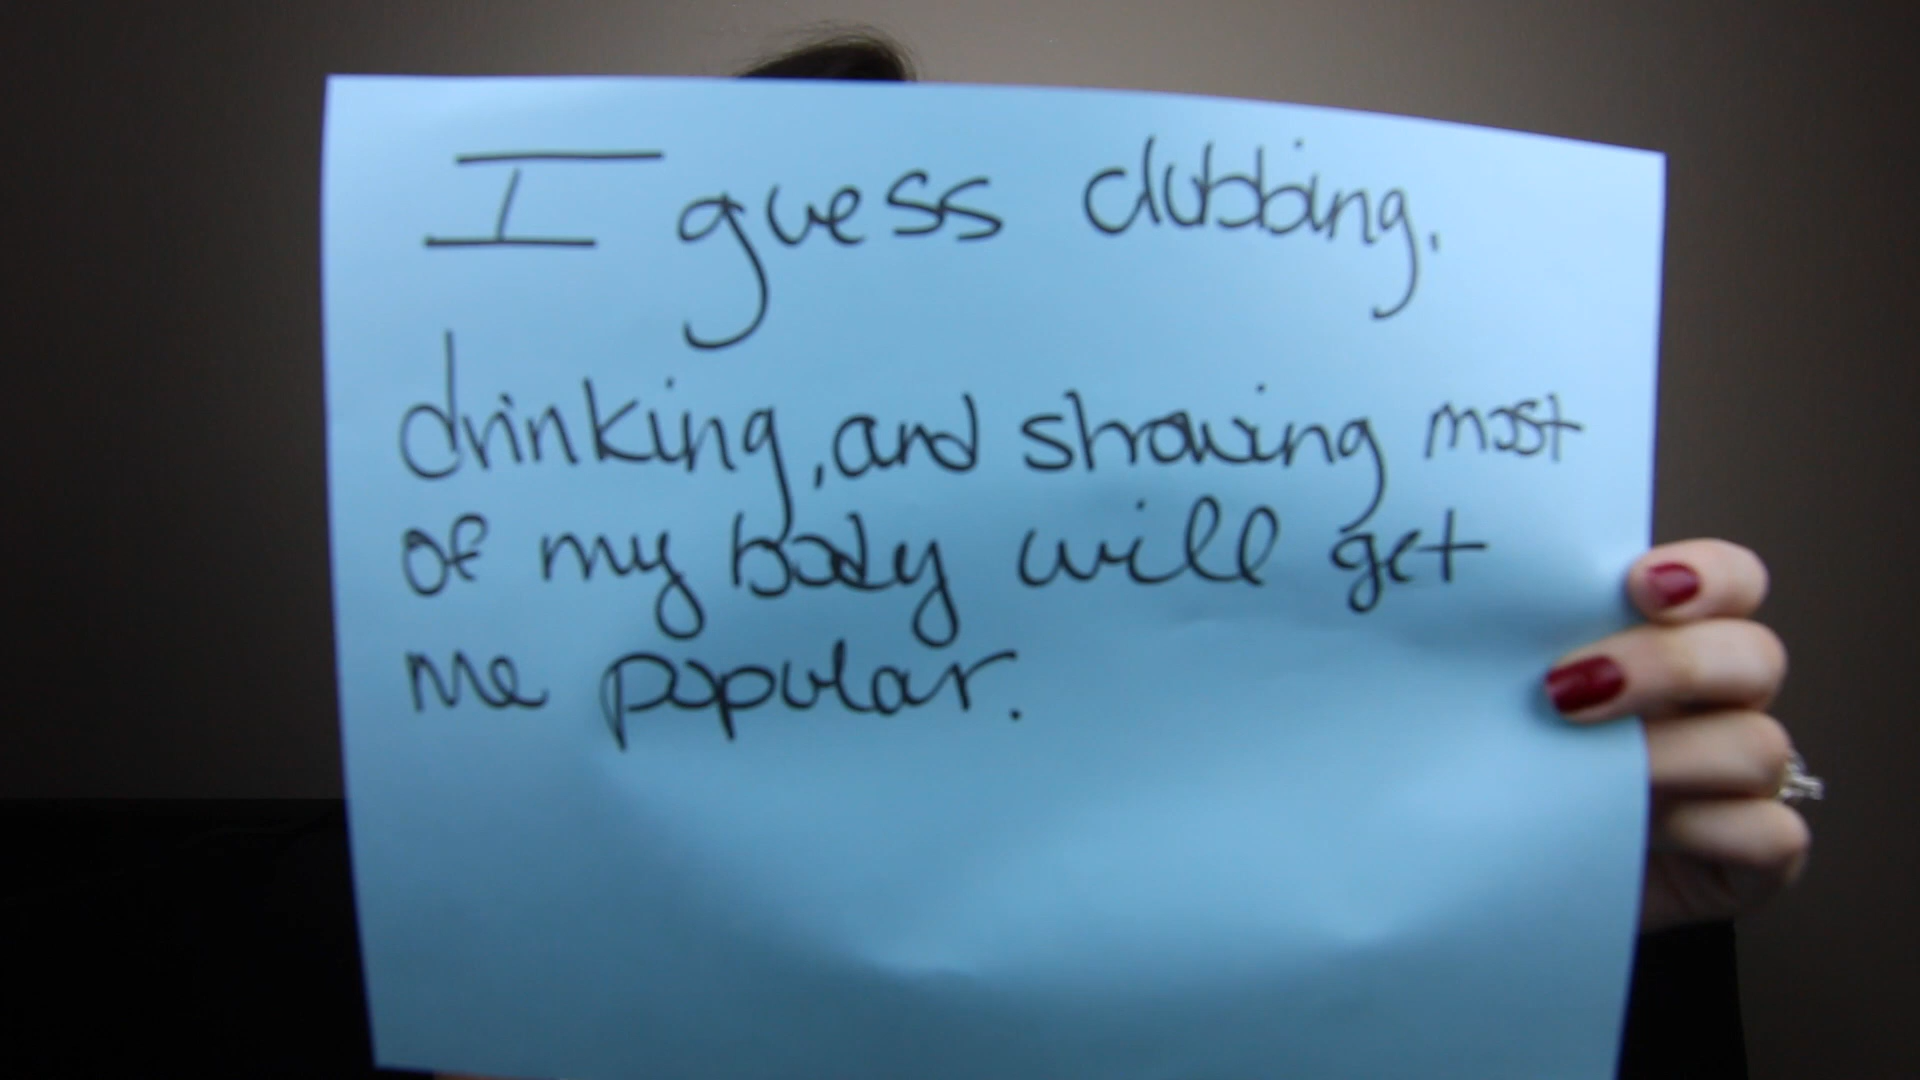 I guess clubbing,
drinking, and showing most
of my body will get
me popular.